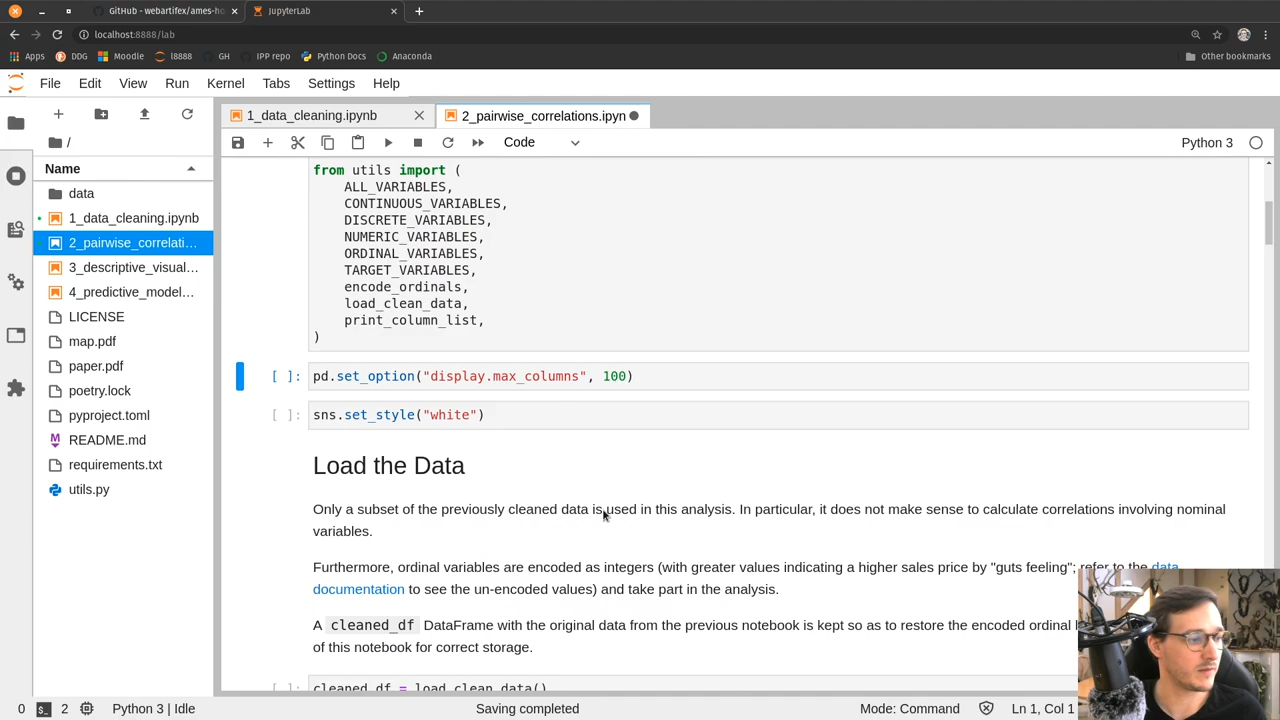 GitHub - webartifex/ames-ho
JupyterLab
localhost:8888/lab
Apps DDG Moodle l8888 GH IPP repo Python Docs Anaconda Other bookmarks
File Edit View Run Kernel Tabs Settings Help
1_data_cleaning.ipynb
2_pairwise_correlations.ipyn
Code
Python 3
/
Name
data
1_data_cleaning.ipynb
2_pairwise_correlati…
3_descriptive_visual…
4_predictive_model…
LICENSE
map.pdf
paper.pdf
poetry.lock
pyproject.toml
README.md
requirements.txt
utils.py
from utils import (
ALL_VARIABLES,
CONTINUOUS_VARIABLES,
DISCRETE_VARIABLES,
NUMERIC_VARIABLES,
ORDINAL_VARIABLES,
TARGET_VARIABLES,
encode_ordinals,
load_clean_data,
print_column_list,
)
[ ]: pd.set_option("display.max_columns", 100)
[ ]: sns.set_style("white")
Load the Data
Only a subset of the previously cleaned data is used in this analysis. In particular, it does not make sense to calculate correlations involving nominal
variables.
Furthermore, ordinal variables are encoded as integers (with greater values indicating a higher sales price by "guts feeling"; refer to the data
documentation to see the un-encoded values) and take part in the analysis.
A cleaned_df DataFrame with the original data from the previous notebook is kept so as to restore the encoded ordinal
of this notebook for correct storage.
[ ]: cleaned_df = load_clean_data()
0 2 Python 3 | Idle Saving completed Mode: Command Ln 1, Col 1